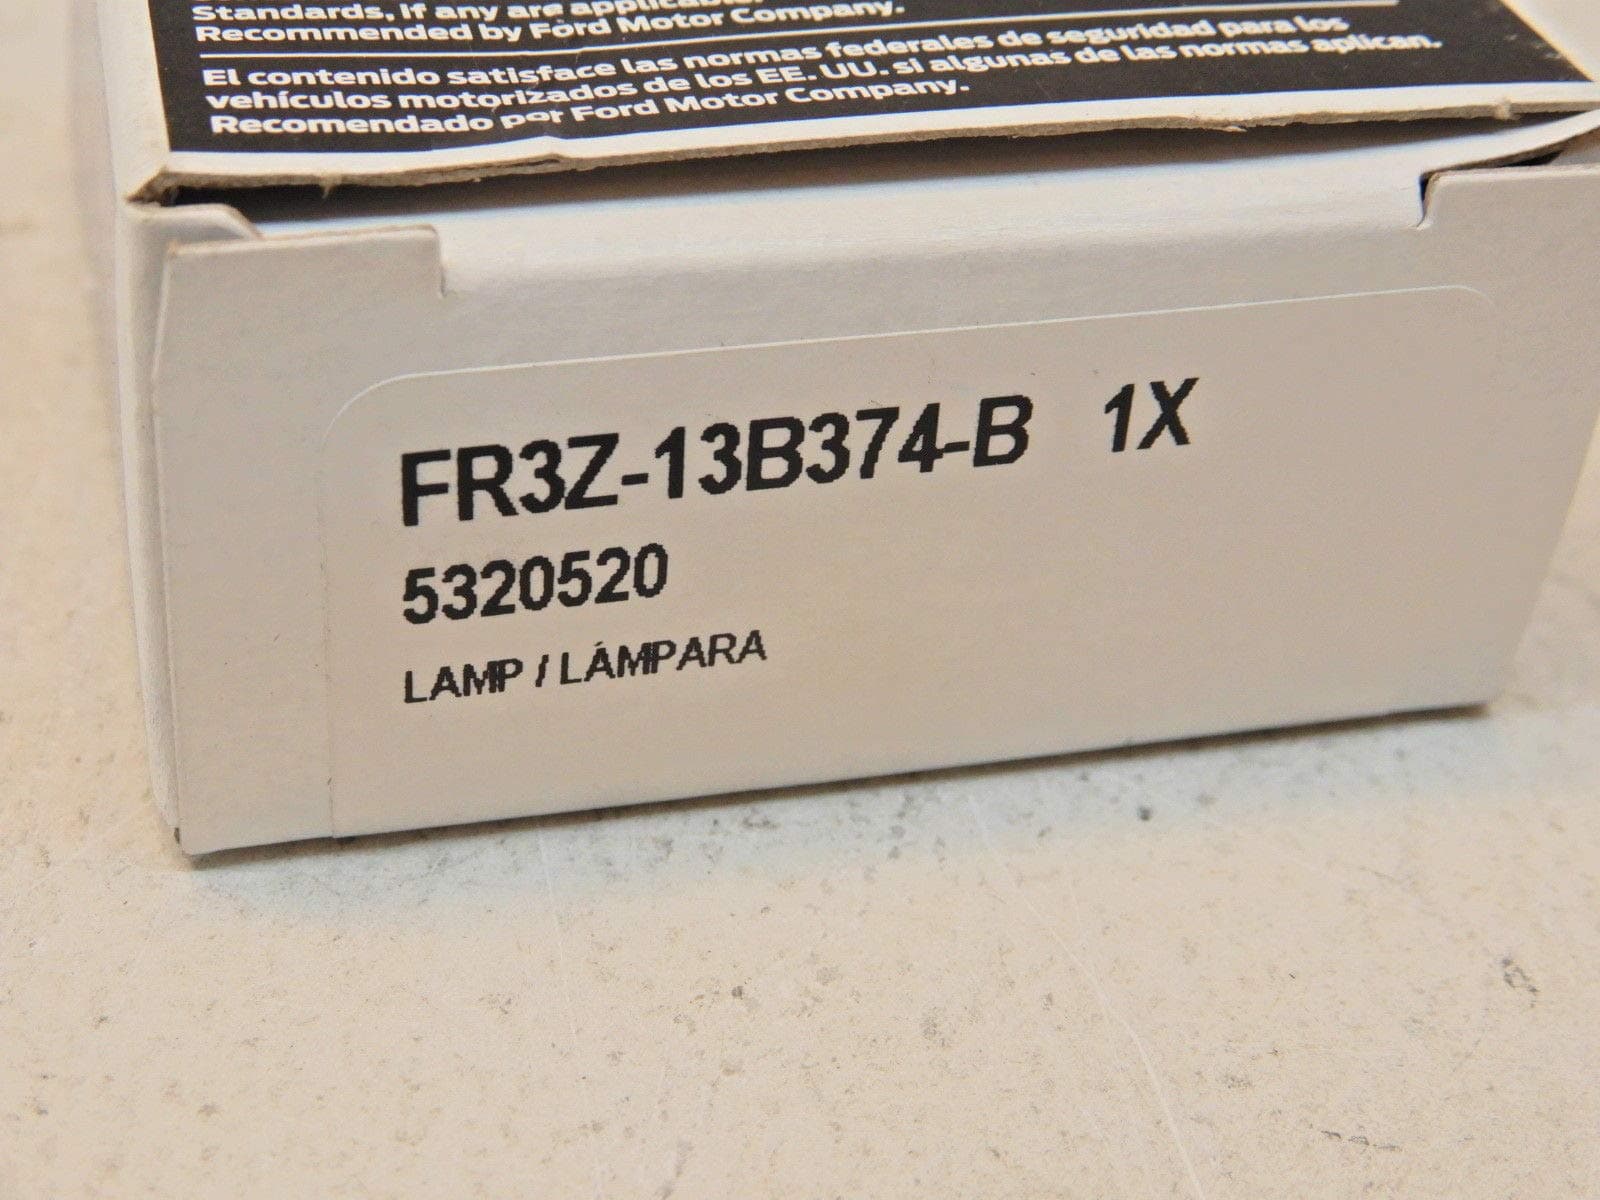 Standards, if any are applicable.
Recommended by Ford Motor Company.
El contenido satisface las normas federales de seguridad para los
vehículos motorizados de los EE. UU. si algunas de las normas aplican.
Recomendado por Ford Motor Company.
FR3Z-13B374-B 1X
5320520
LAMP / LÁMPARA